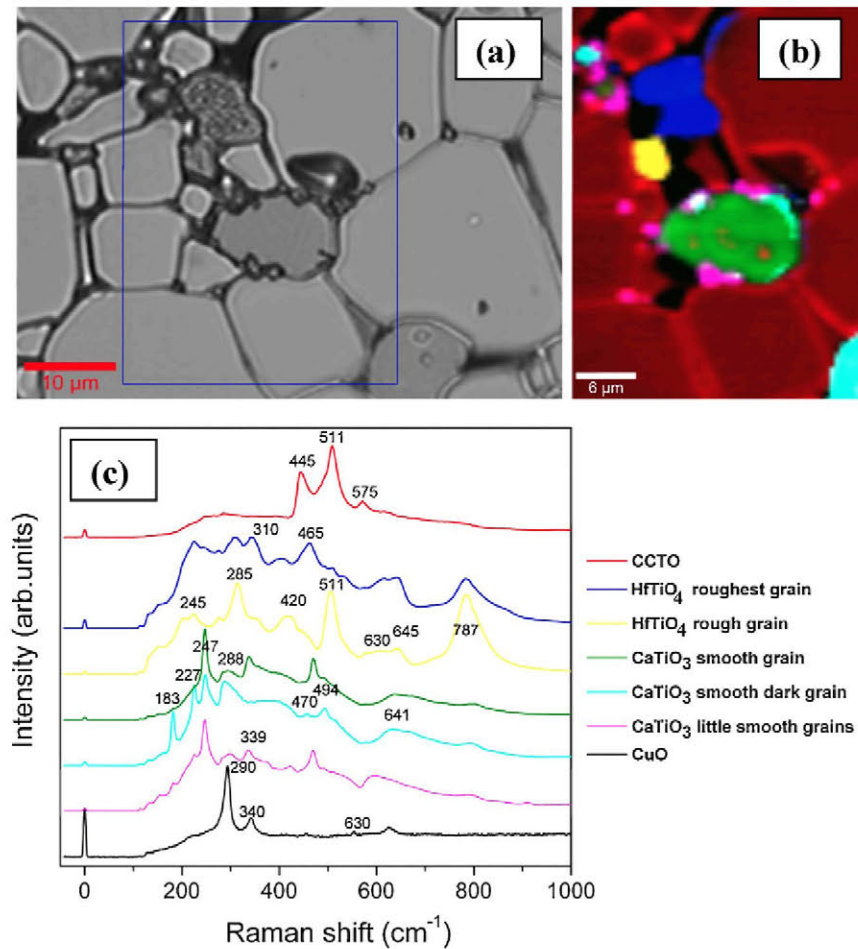 (a)
10 μm
(b)
6 μm
(c)
511
445
575
310
465
285
511
245
420
630
645
787
247
227
288
183
470
494
641
339
290
340
630
Intensity (arb.units)
0
200
400
600
800
1000
Raman shift (cm⁻¹)
CCTO
HfTiO₄ roughest grain
HfTiO₄ rough grain
CaTiO₃ smooth grain
CaTiO₃ smooth dark grain
CaTiO₃ little smooth grains
CuO